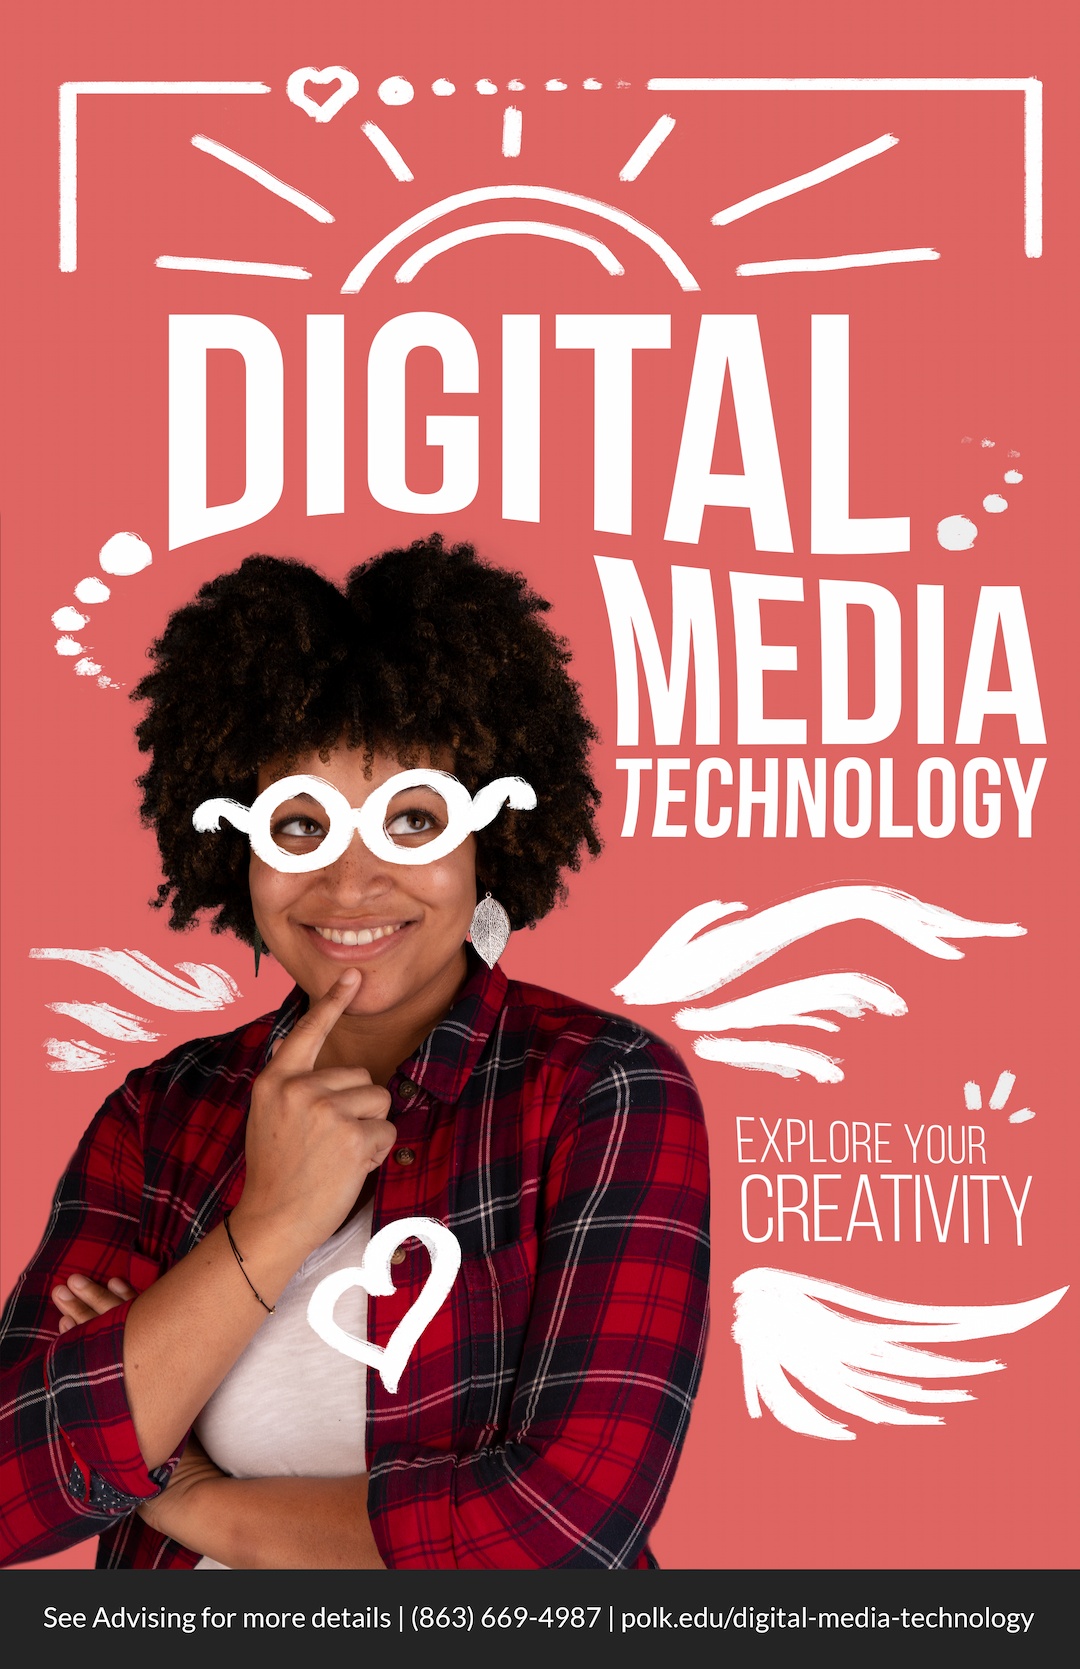 DIGITAL
MEDIA
TECHNOLOGY
EXPLORE YOUR
CREATIVITY
See Advising for more details | (863) 669-4987 | polk.edu/digital-media-technology